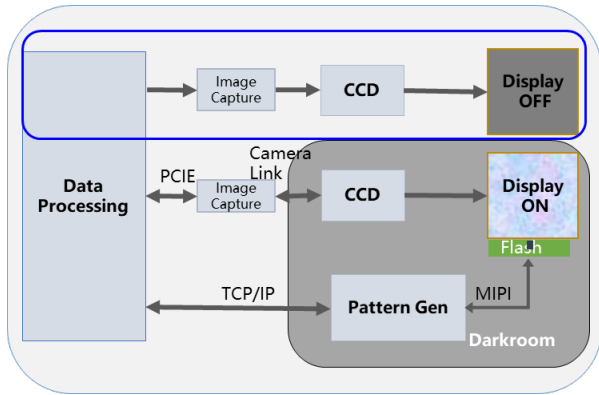 Image
Capture
CCD
Display
OFF
Data
Processing
PCIE
Image
Capture
Camera
Link
CCD
Display
ON
Flash
TCP/IP
Pattern Gen
MIPI
Darkroom